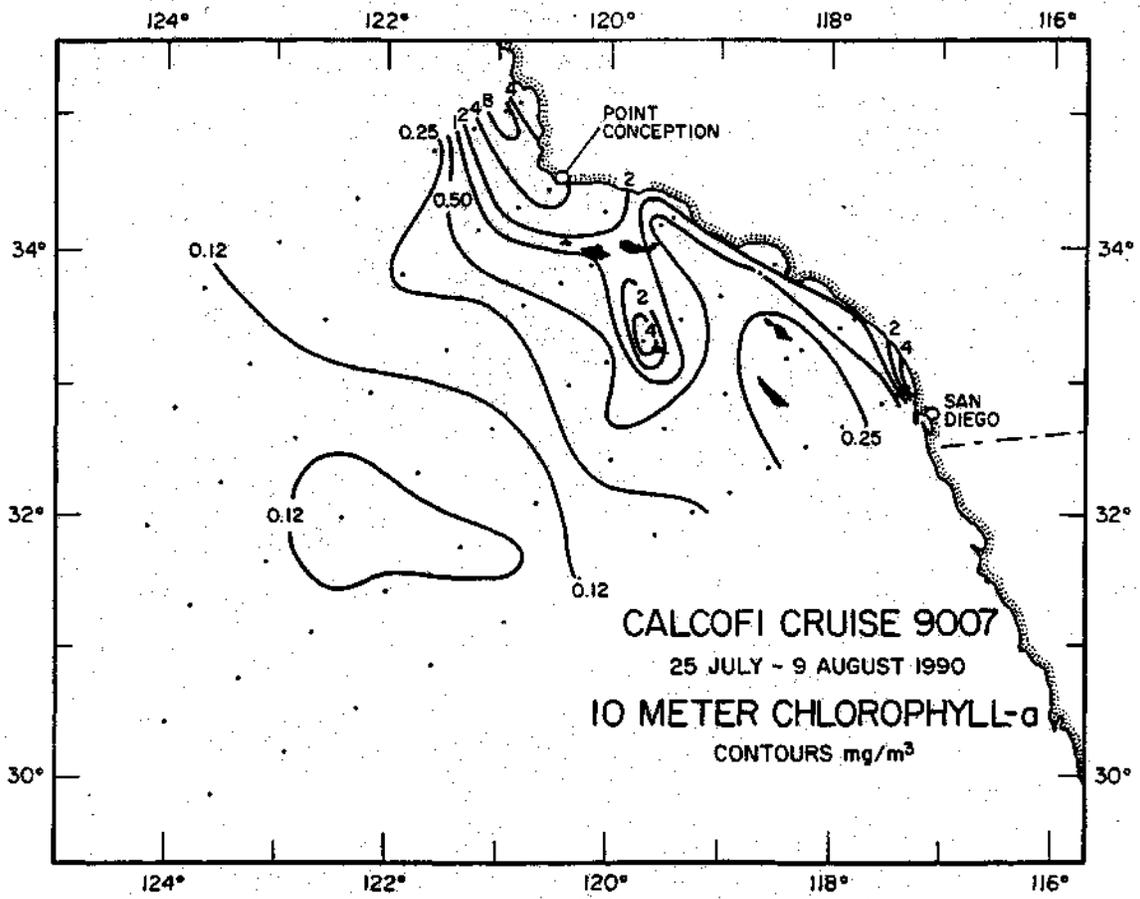 124° 122° 120° 118° 116°
4
1 2 4 8
0.25
POINT
CONCEPTION
2
0.50
34° 34°
0.12
2
4
2
4
SAN
DIEGO
0.25
32° 32°
0.12
0.12
CALCOFI CRUISE 9007
25 JULY - 9 AUGUST 1990
10 METER CHLOROPHYLL-a
CONTOURS mg/m³
30° 30°
124° 122° 120° 118° 116°